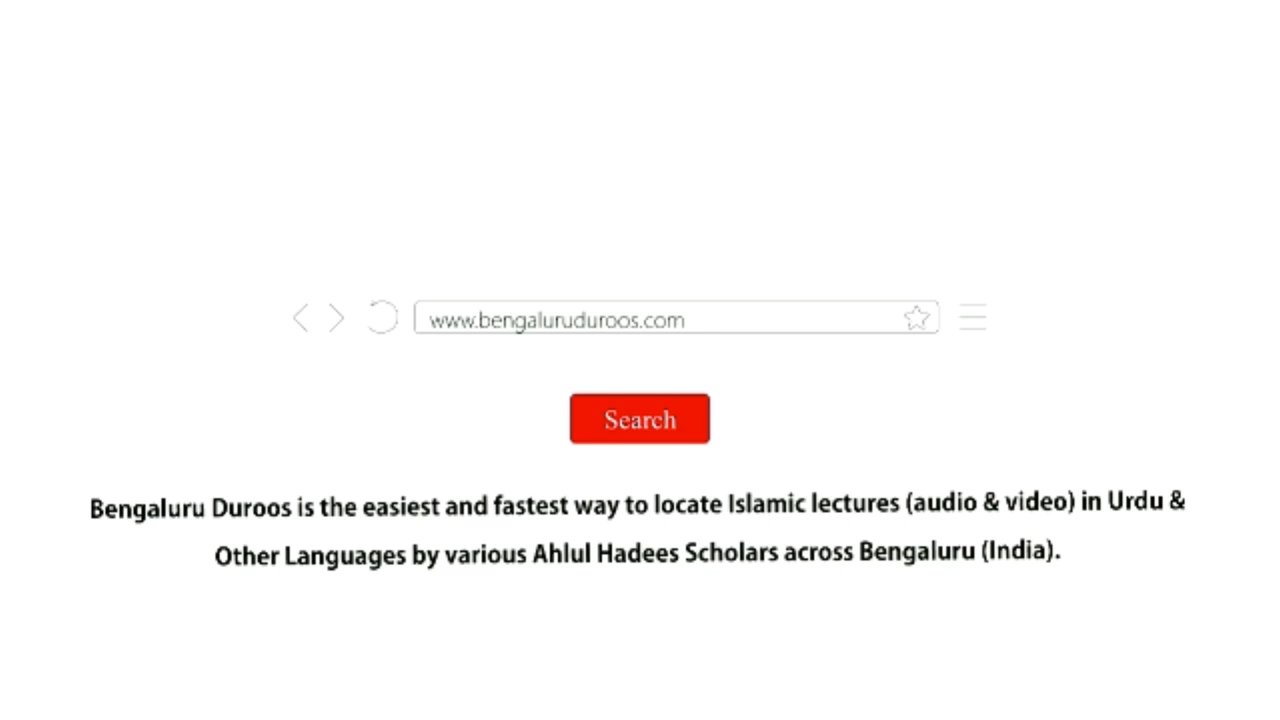 www.bengaluruduroos.com
Search
Bengaluru Duroos is the easiest and fastest way to locate Islamic lectures (audio & video) in Urdu &
Other Languages by various Ahlul Hadees Scholars across Bengaluru (India).